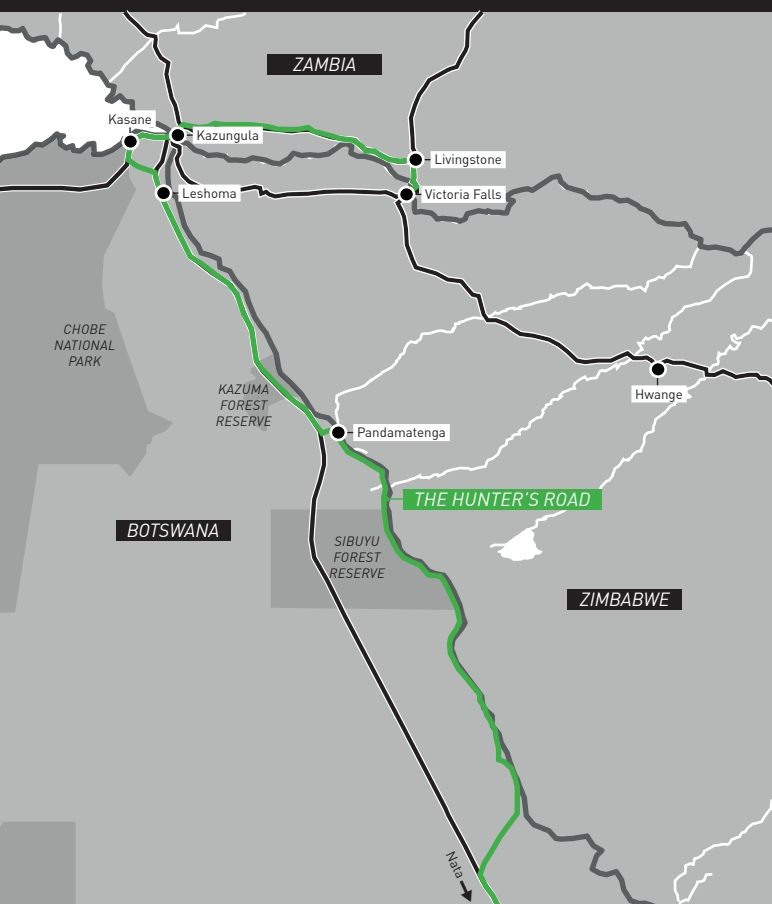 ZAMBIA
Kasane
Kazungula
Livingstone
Leshoma
Victoria Falls
CHOBE
NATIONAL
PARK
Hwange
KAZUMA
FOREST
RESERVE
Pandamatenga
THE HUNTER'S ROAD
BOTSWANA
SIBUYU
FOREST
RESERVE
ZIMBABWE
Nata